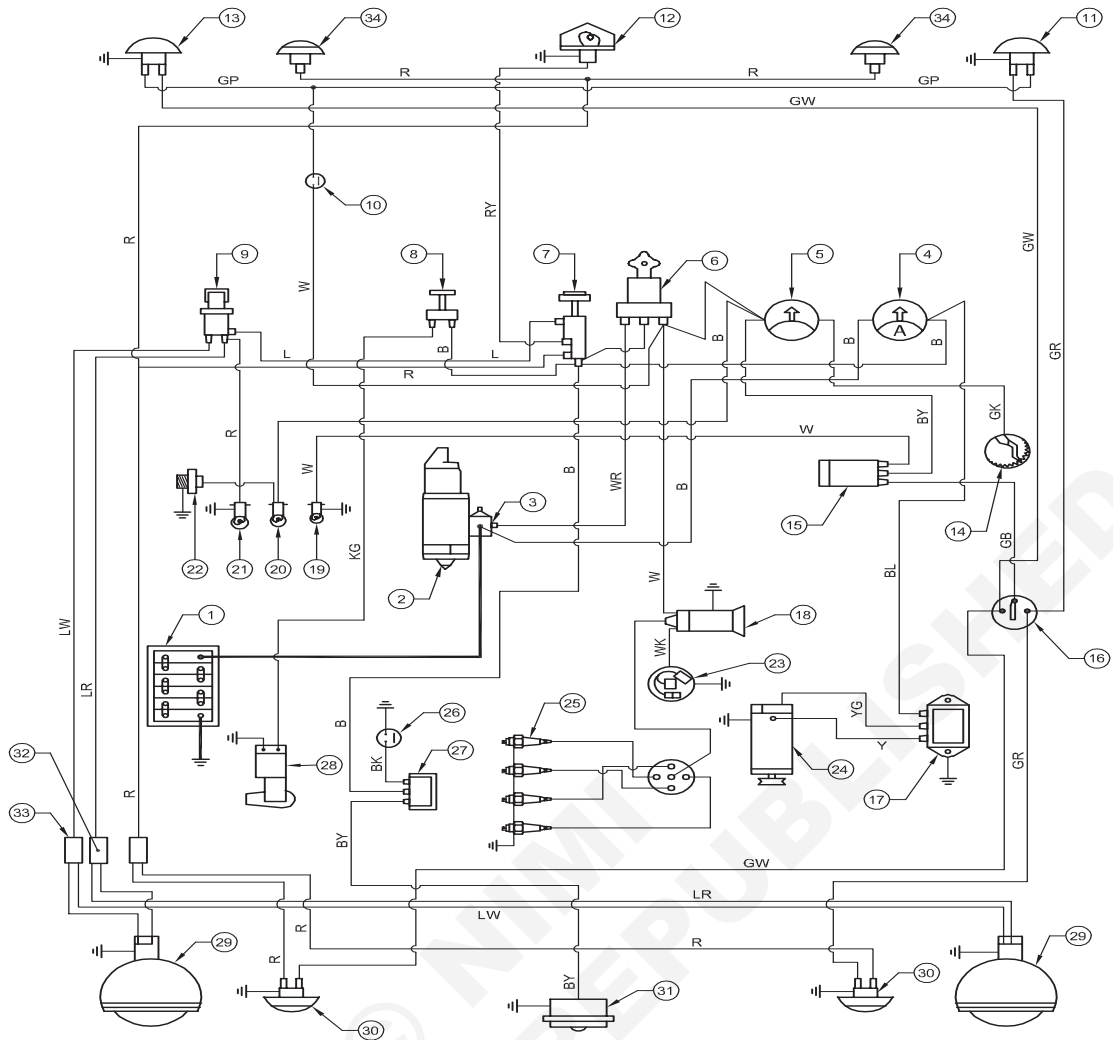 13
34
12
34
11
R
R
GP
GP
GW
10
RY
R
GW
9
8
7
6
5
4
W
A
GR
L
L
B
B
B
B
R
GK
BY
R
W
W
14
B
WR
B
3
15
22
21
20
19
KG
2
GB
BL
W
1
18
16
LW
WK
23
LR
B
26
25
YG
BK
27
Y
24
GR
17
32
28
33
R
BY
GW
LR
LW
R
R
29
R
BY
29
30
31
30
© NIMI
REPUBLISHED